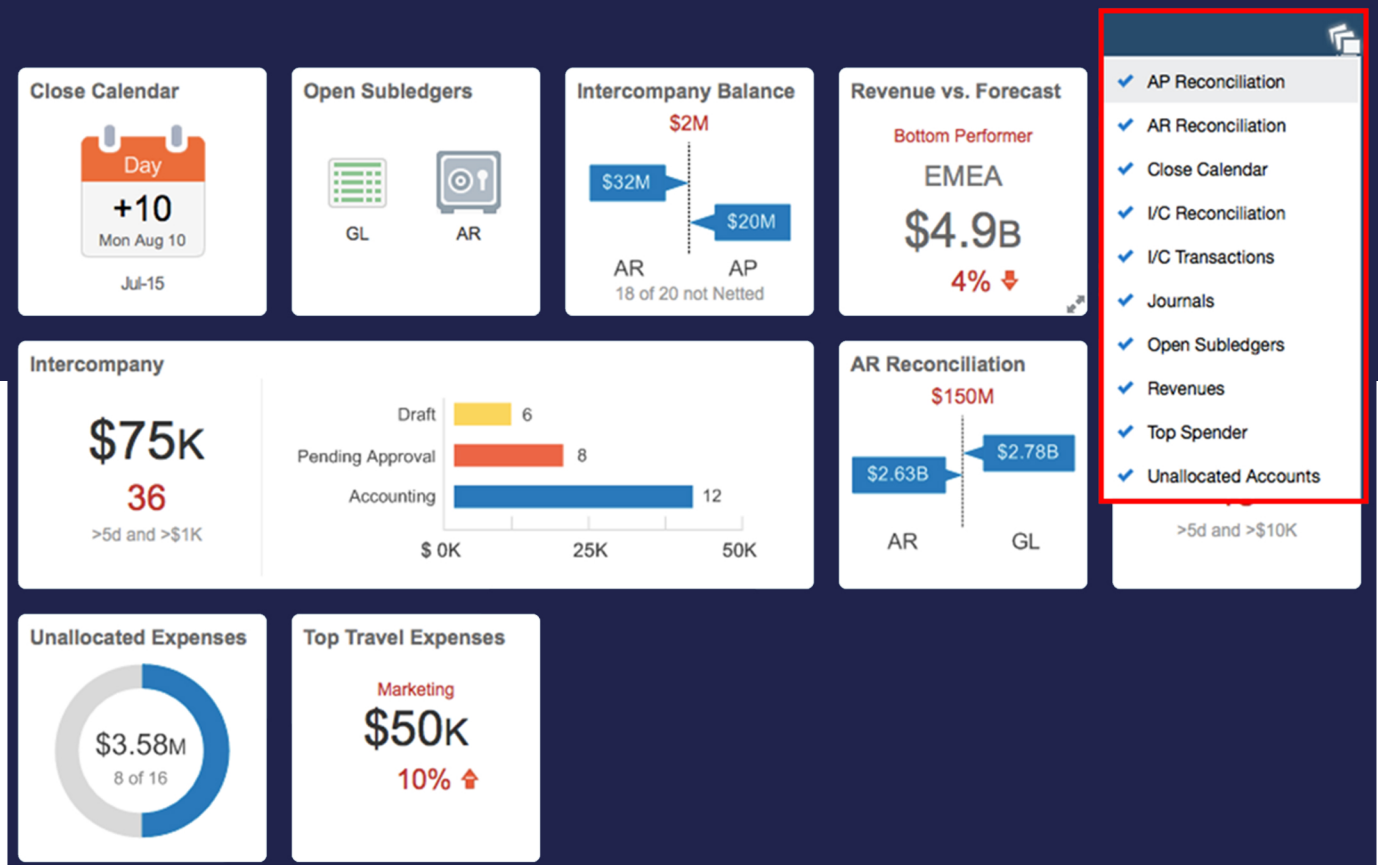 Close Calendar
Day
+10
Mon Aug 10
Jul-15
Open Subledgers
GL
AR
Intercompany Balance
$2M
$32M
$20M
AR
AP
18 of 20 not Netted
Revenue vs. Forecast
Bottom Performer
EMEA
$4.9B
4%
AP Reconciliation
AR Reconciliation
Close Calendar
I/C Reconciliation
I/C Transactions
Journals
Open Subledgers
Revenues
Top Spender
Unallocated Accounts
Intercompany
$75K
36
>5d and >$1K
Draft
6
Pending Approval
8
Accounting
12
$ 0K
25K
50K
AR Reconciliation
$150M
$2.63B
$2.78B
AR
GL
>5d and >$10K
Unallocated Expenses
$3.58M
8 of 16
Top Travel Expenses
Marketing
$50K
10%